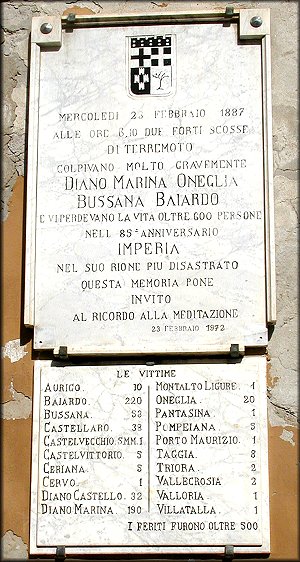 MERCOLEDÌ 23 FEBBRAIO 1887
ALLE ORE 6,10 DUE FORTI SCOSSE
DI TERREMOTO
COLPIVANO MOLTO GRAVEMENTE
DIANO MARINA ONEGLIA
BUSSANA BAIARDO
E VI PERDEVANO LA VITA OLTRE 600 PERSONE
NELL' 85° ANNIVERSARIO
IMPERIA
NEL SUO RIONE PIU DISASTRATO
QUESTA MEMORIA PONE
INVITO
AL RICORDO ALLA MEDITAZIONE
23 FEBBRAIO 1972
LE VITTIME
AURIGO. 10
BAIARDO 220
BUSSANA. 53
CASTELLARO. 38
CASTELVECCHIO S.M.M. 1
CASTELVITTORIO. 5
CERIANA. 5
CERVO. 1
DIANO CASTELLO. 32
DIANO MARINA. 190
MONTALTO LIGURE. 1
ONEGLIA. 20
PANTASINA. 1
POMPEIANA. 5
PORTO MAURIZIO. 1
TAGGIA. 8
TRIORA. 2
VALLECROSIA 2
VALLORIA 1
VILLATALLA. 1
I FERITI FURONO OLTRE 500